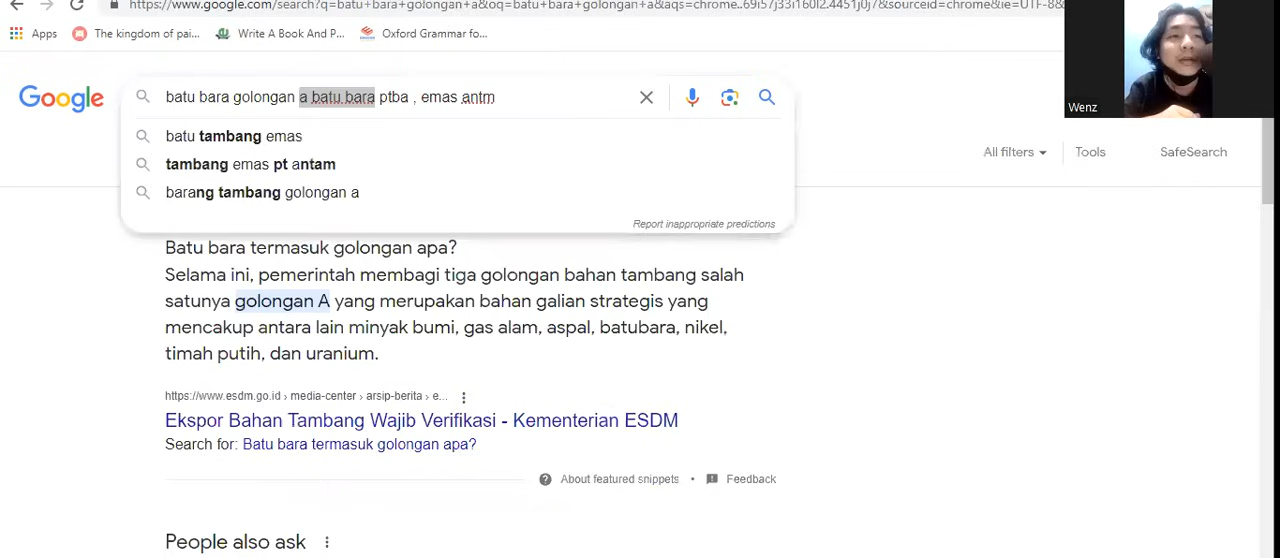 https://www.google.com/search?q=batu+bara+golongan+a&oq=batu+bara+golongan+a&aqs=chrome..69i57j33i160l2.4451j0j7&sourceid=chrome&ie=UTF-8&
Apps The kingdom of pai... Write A Book And P... Oxford Grammar fo...
Wenz
Google batu bara golongan a batu bara ptba , emas antm
batu tambang emas
tambang emas pt antam
barang tambang golongan a
Report inappropriate predictions
All filters Tools SafeSearch
Batu bara termasuk golongan apa?
Selama ini, pemerintah membagi tiga golongan bahan tambang salah
satunya golongan A yang merupakan bahan galian strategis yang
mencakup antara lain minyak bumi, gas alam, aspal, batubara, nikel,
timah putih, dan uranium.
https://www.esdm.go.id › media-center › arsip-berita › e...
Ekspor Bahan Tambang Wajib Verifikasi - Kementerian ESDM
Search for: Batu bara termasuk golongan apa?
About featured snippets • Feedback
People also ask